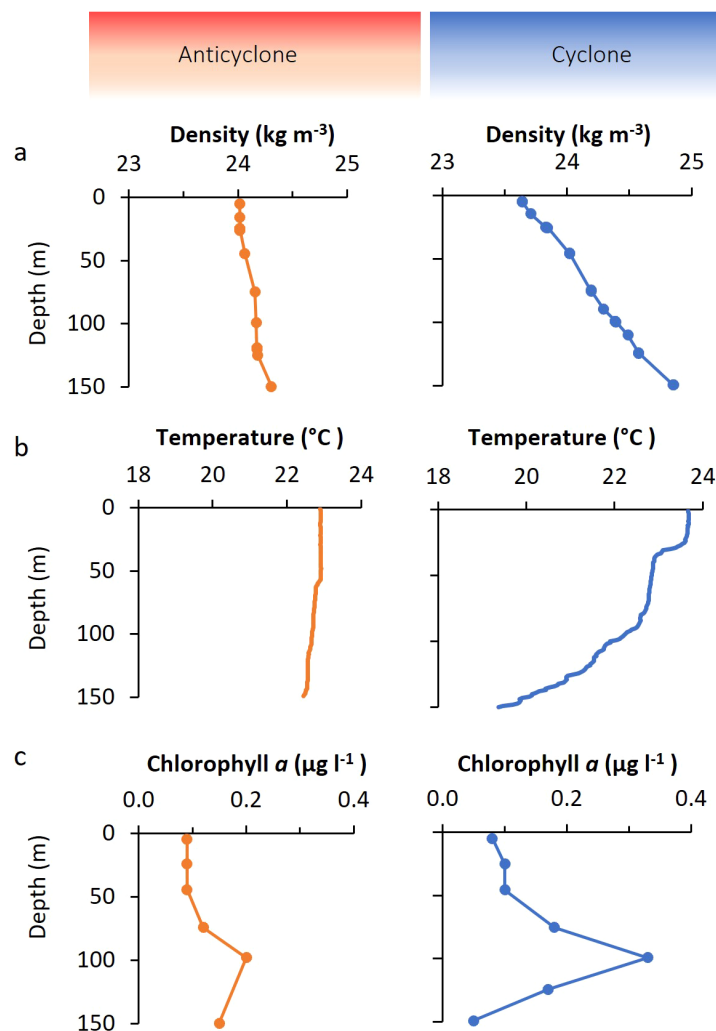 Anticyclone Cyclone
a Density (kg m⁻³) Density (kg m⁻³)
23 24 25 23 24 25
0
50
100
150
Depth (m)
b Temperature (°C ) Temperature (°C )
18 20 22 24 18 20 22 24
0
50
100
150
Depth (m)
c Chlorophyll a (µg l⁻¹ ) Chlorophyll a (µg l⁻¹ )
0.0 0.2 0.4 0.0 0.2 0.4
0
50
100
150
Depth (m)